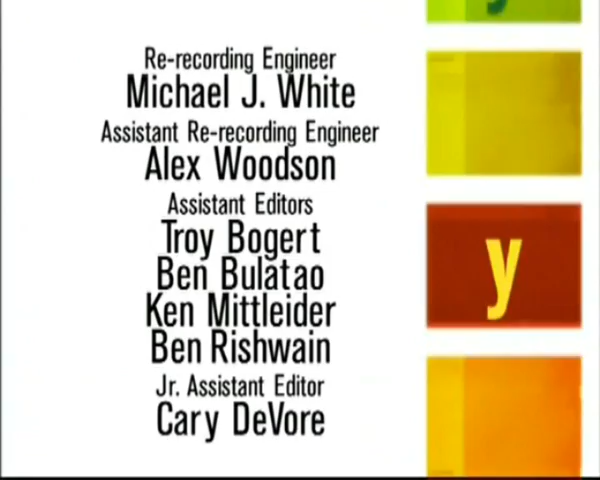 Re-recording Engineer
Michael J. White
Assistant Re-recording Engineer
Alex Woodson
Assistant Editors
Troy Bogert
Ben Bulatao
Ken Mittleider
Ben Rishwain
Jr. Assistant Editor
Cary DeVore
y
y